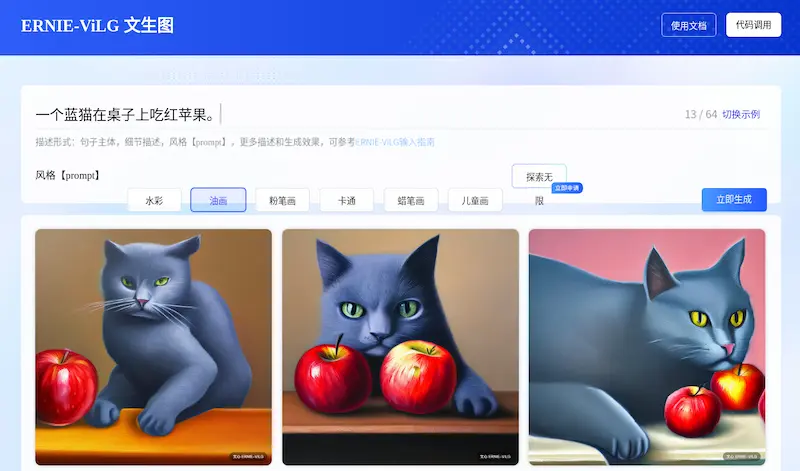 ERNIE-ViLG 文生图
使用文档
代码调用
一个蓝猫在桌子上吃红苹果。
13 / 64 切换示例
描述形式：句子主体，细节描述，风格【prompt】，更多描述和生成效果，可参考ERNIE-ViLG输入指南
风格【prompt】
探索无
立即申请
水彩
油画
粉笔画
卡通
蜡笔画
儿童画
限
立即生成
文心·ERNIE-ViLG
文心·ERNIE-ViLG
文心·ERNIE-ViLG